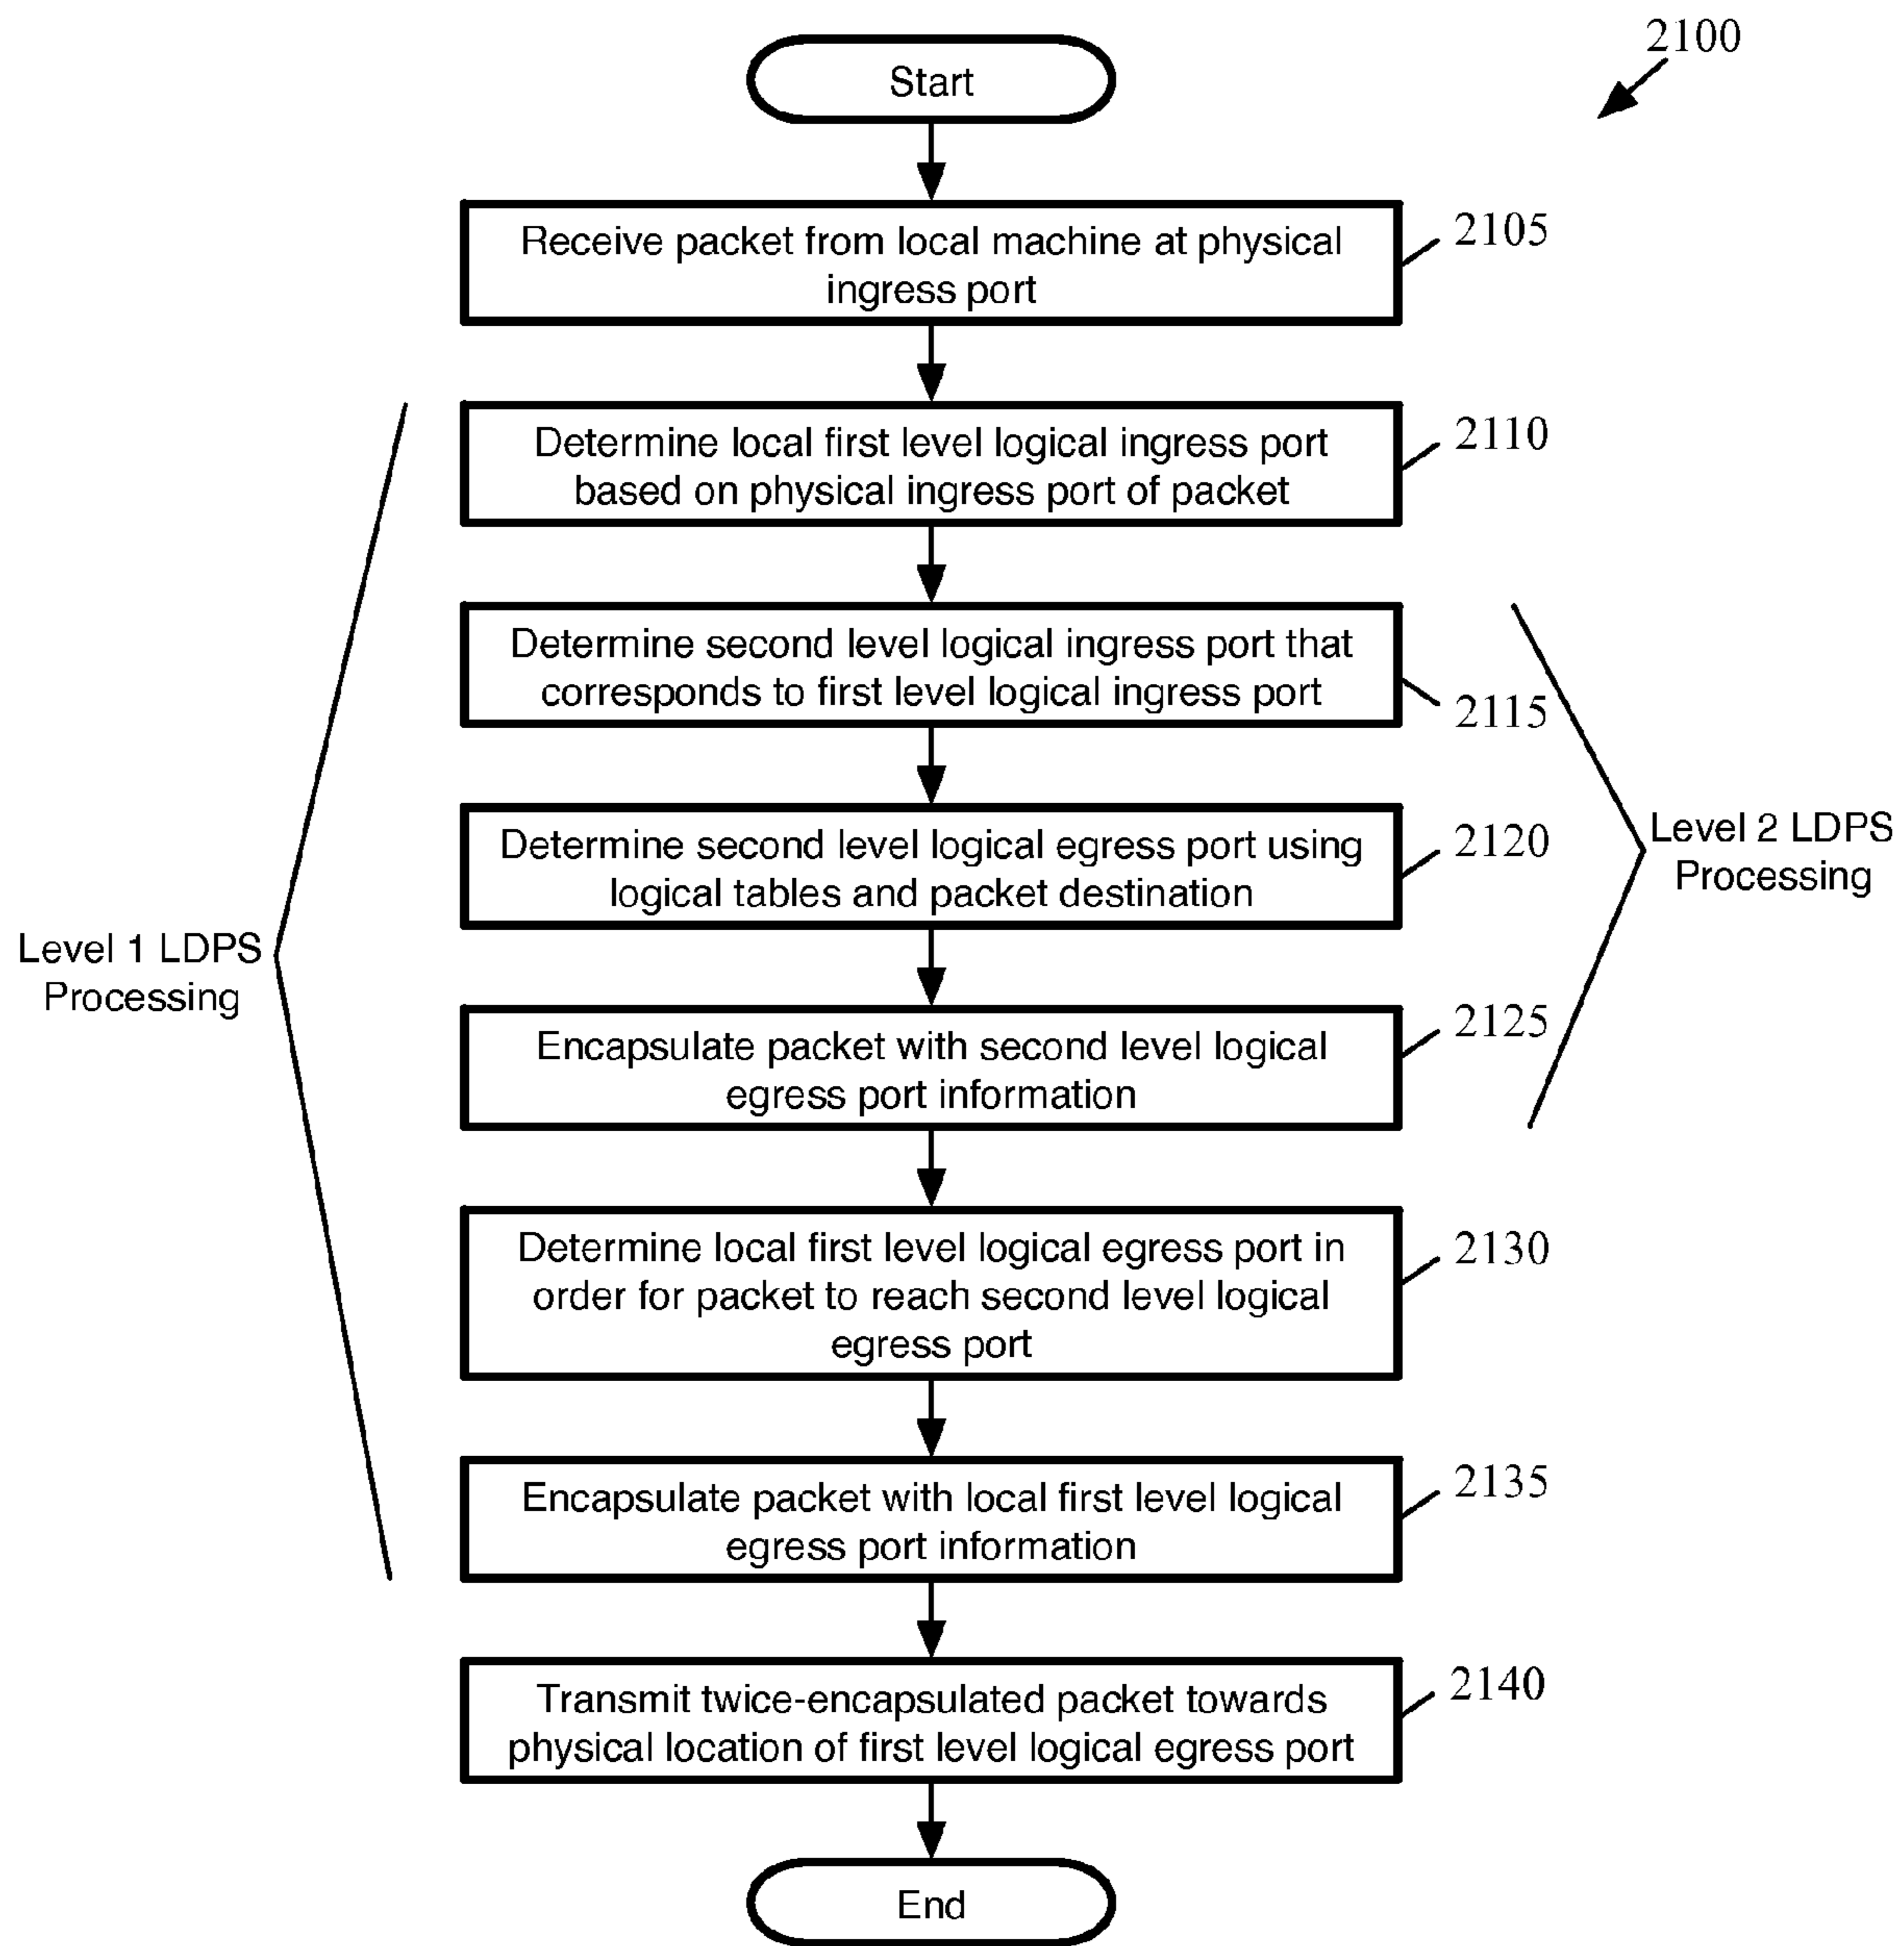 2100
Start
Receive packet from local machine at physical
ingress port
2105
Determine local first level logical ingress port
based on physical ingress port of packet
2110
Determine second level logical ingress port that
corresponds to first level logical ingress port
2115
Determine second level logical egress port using
logical tables and packet destination
2120
Level 2 LDPS
Processing
Level 1 LDPS
Processing
Encapsulate packet with second level logical
egress port information
2125
Determine local first level logical egress port in
order for packet to reach second level logical
egress port
2130
Encapsulate packet with local first level logical
egress port information
2135
Transmit twice-encapsulated packet towards
physical location of first level logical egress port
2140
End